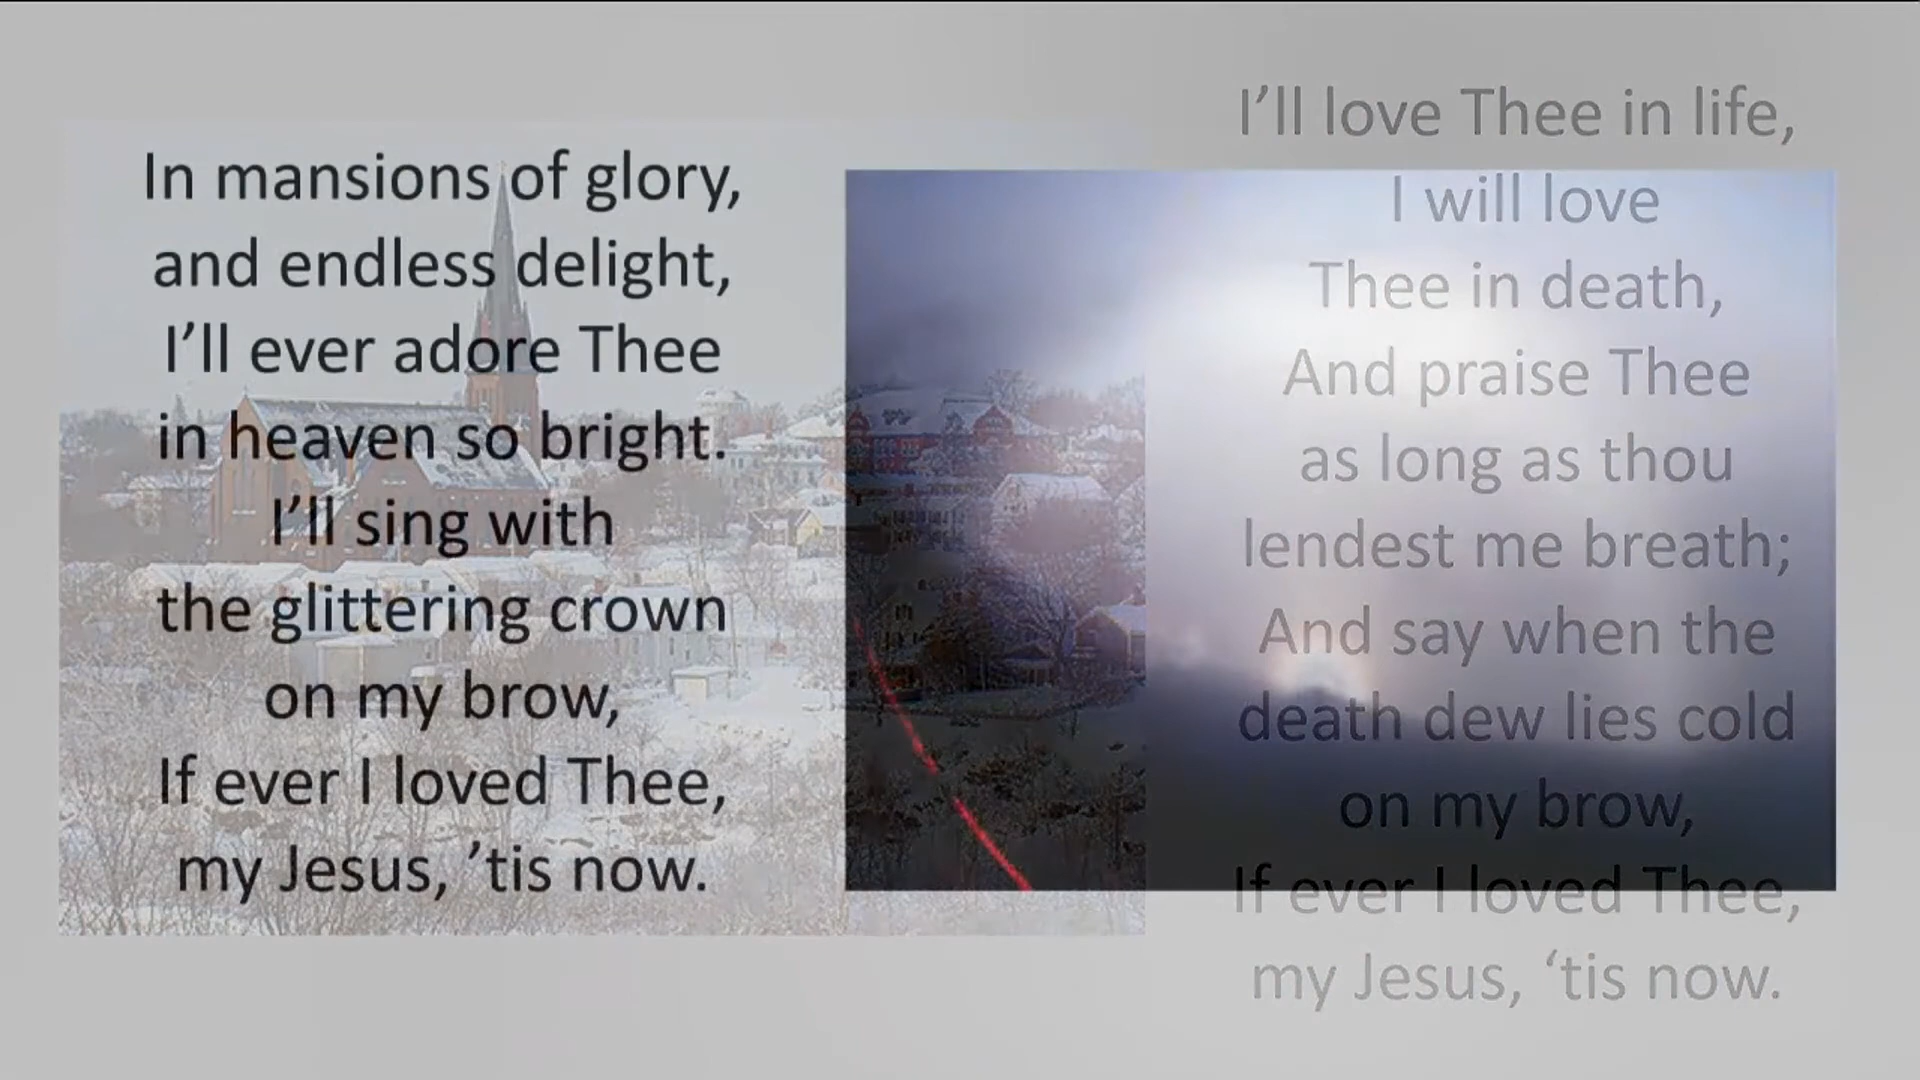 In mansions of glory,
and endless delight,
I’ll ever adore Thee
in heaven so bright.
I’ll sing with
the glittering crown
on my brow,
If ever I loved Thee,
my Jesus, ’tis now.
I’ll love Thee in life,
I will love
Thee in death,
And praise Thee
as long as thou
lendest me breath;
And say when the
death dew lies cold
on my brow,
If ever I loved Thee,
my Jesus, ‘tis now.